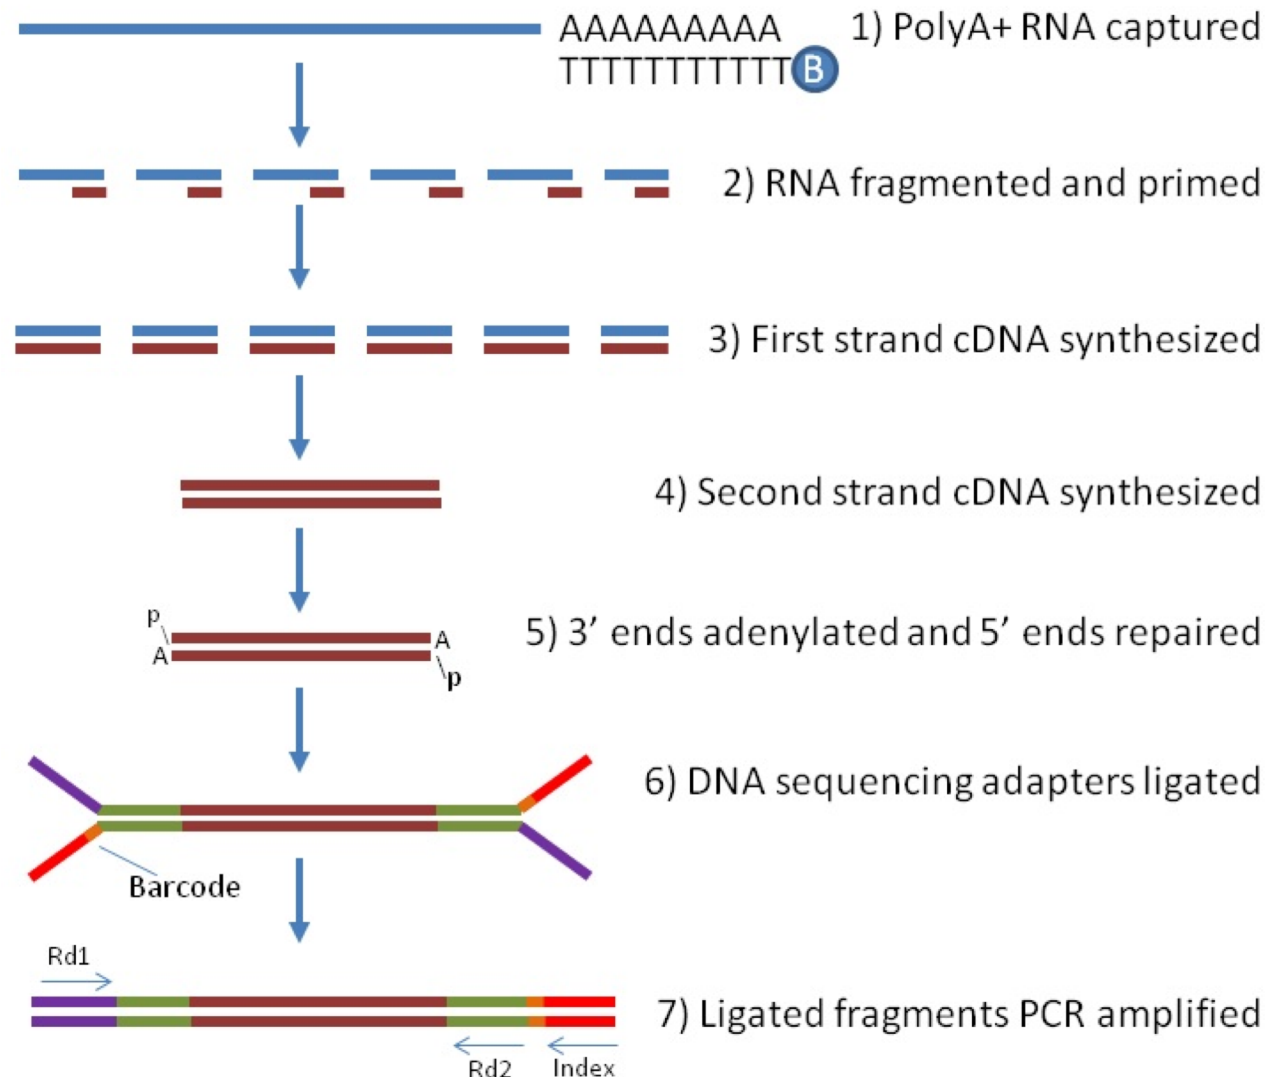 AAAAAAAAA 1) PolyA+ RNA captured
TTTTTTTTTTT B
2) RNA fragmented and primed
3) First strand cDNA synthesized
4) Second strand cDNA synthesized
p
A A
p
5) 3’ ends adenylated and 5’ ends repaired
6) DNA sequencing adapters ligated
Barcode
Rd1
7) Ligated fragments PCR amplified
Rd2 Index